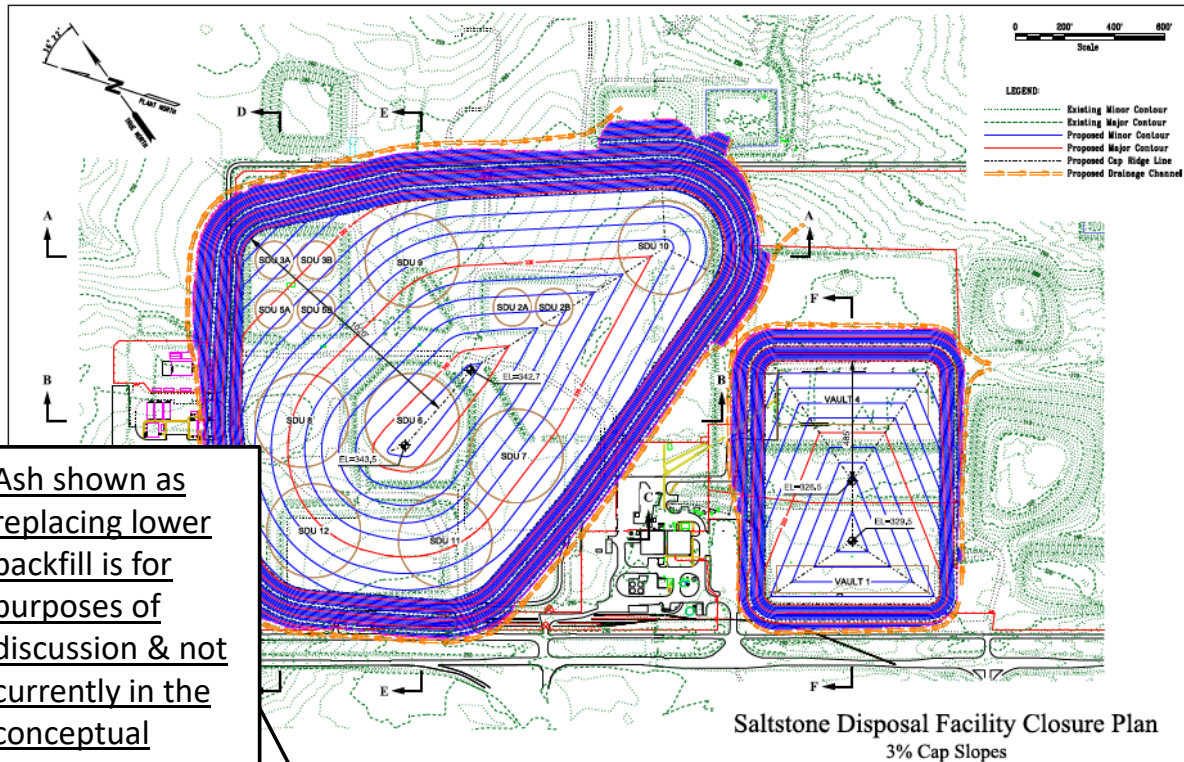 16° 22'
N
PLANT NORTH
TRUE NORTH
0 200' 400' 600'
Scale
LEGEND:
Existing Minor Contour
Existing Major Contour
Proposed Minor Contour
Proposed Major Contour
Proposed Cap Ridge Line
Proposed Drainage Channel
D
E
A
A
SDU 3A
SDU 3B
SDU 9
SDU 10
SDU 5A
SDU 5B
SDU 2A
SDU 2B
F
B
B
EL=342.7
SDU 8
SDU 6
VAULT 4
485'
EL=343.5
SDU 7
EL=326.5
C
SDU 12
SDU 11
EL=329.5
VAULT 1
E
F
Ash shown as
replacing lower
backfill is for
purposes of
discussion & not
currently in the
conceptual
Saltstone Disposal Facility Closure Plan
3% Cap Slopes